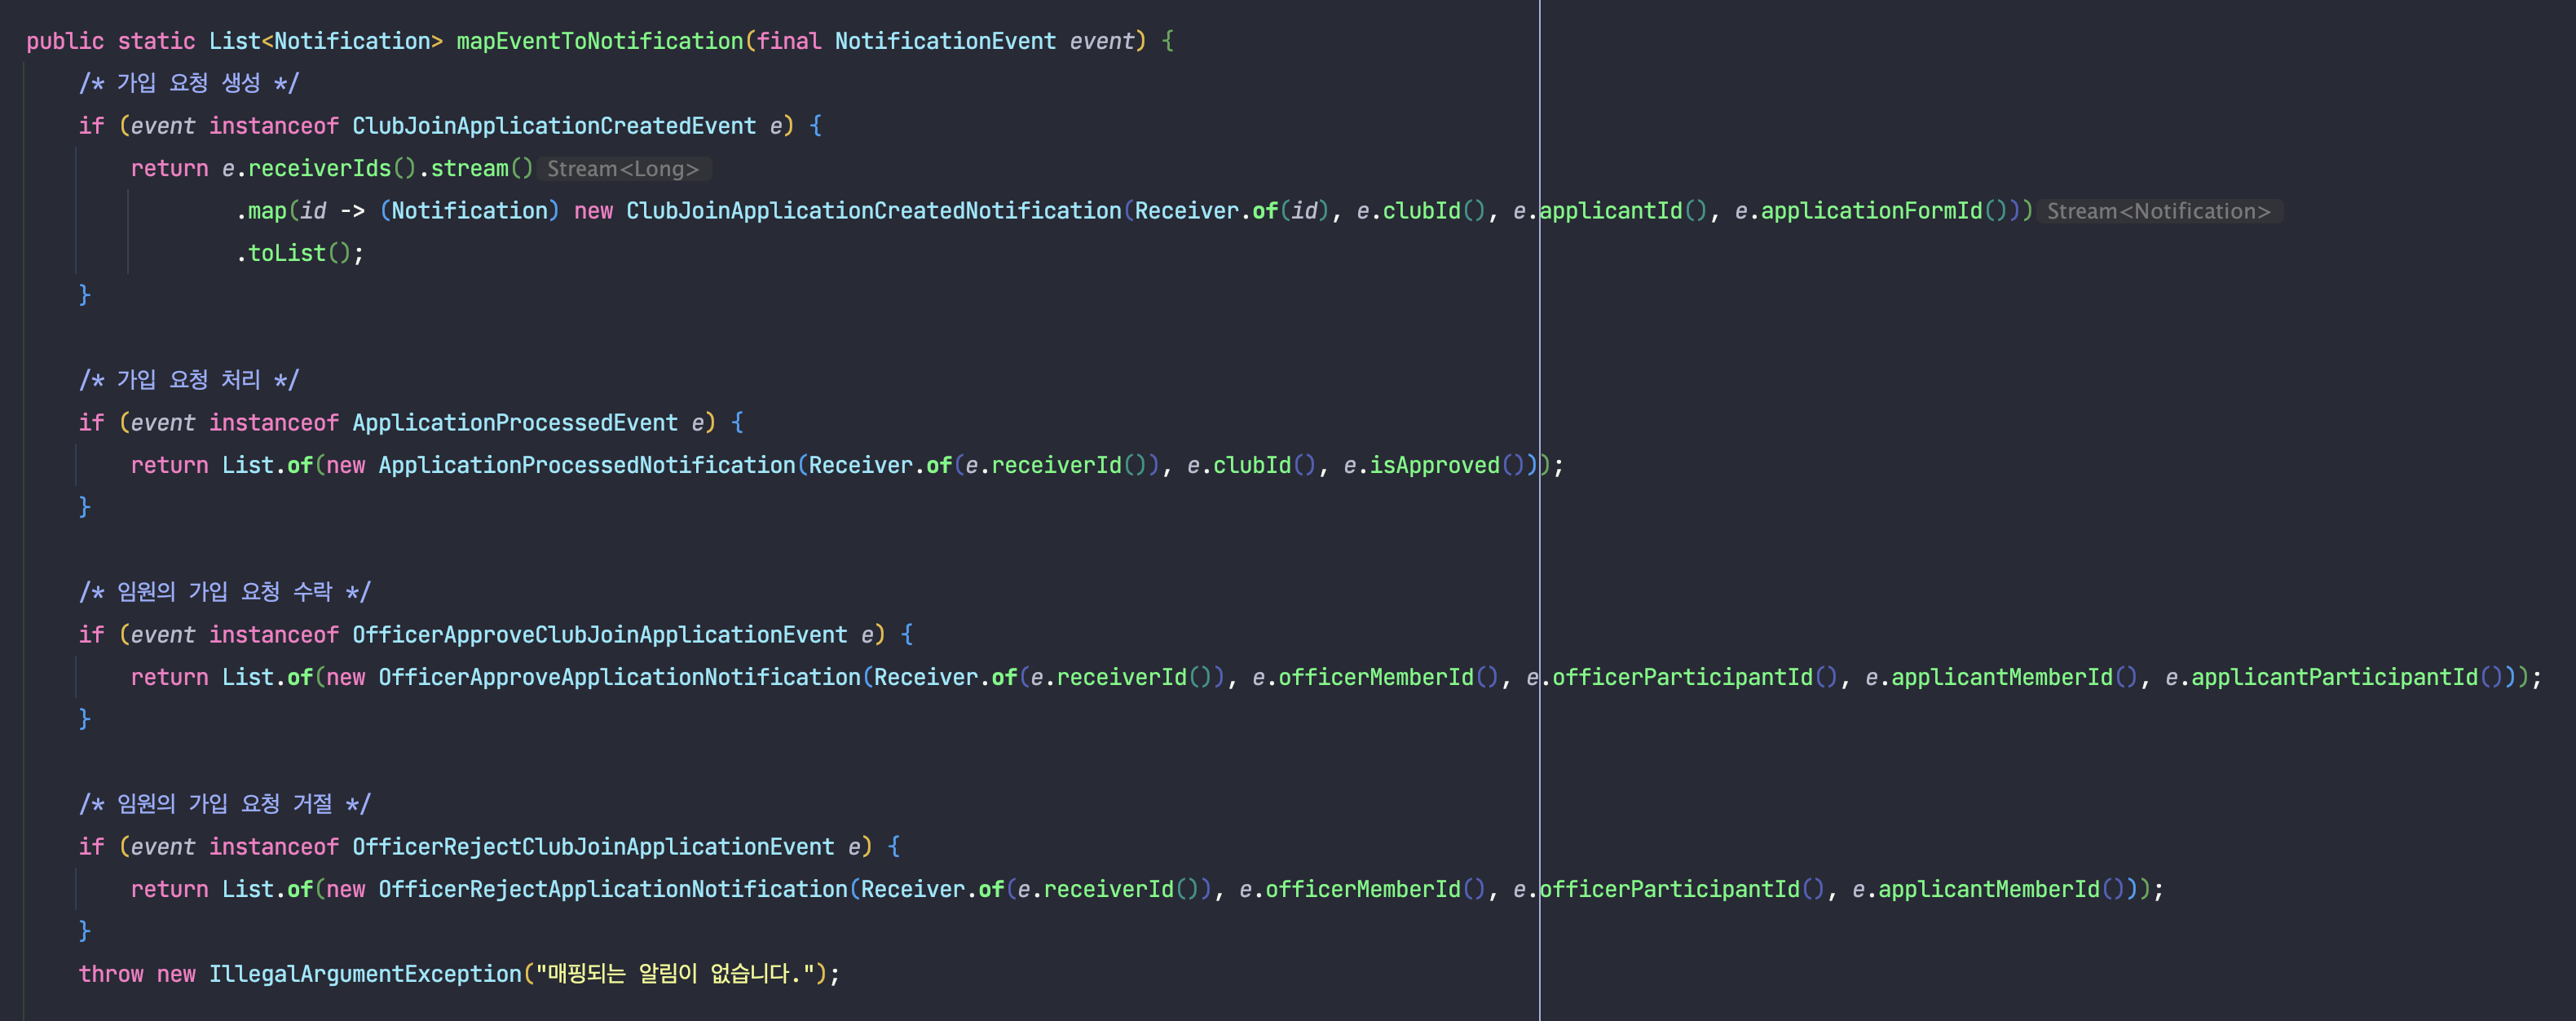 public static List<Notification> mapEventToNotification(final NotificationEvent event) {
/* 가입 요청 생성 */
if (event instanceof ClubJoinApplicationCreatedEvent e) {
return e.receiverIds().stream() Stream<Long>
.map(id -> (Notification) new ClubJoinApplicationCreatedNotification(Receiver.of(id), e.clubId(), e.applicantId(), e.applicationFormId())) Stream<Notification>
.toList();
}
/* 가입 요청 처리 */
if (event instanceof ApplicationProcessedEvent e) {
return List.of(new ApplicationProcessedNotification(Receiver.of(e.receiverId()), e.clubId(), e.isApproved()));
}
/* 임원의 가입 요청 수락 */
if (event instanceof OfficerApproveClubJoinApplicationEvent e) {
return List.of(new OfficerApproveApplicationNotification(Receiver.of(e.receiverId()), e.officerMemberId(), e.officerParticipantId(), e.applicantMemberId(), e.applicantParticipantId()));
}
/* 임원의 가입 요청 거절 */
if (event instanceof OfficerRejectClubJoinApplicationEvent e) {
return List.of(new OfficerRejectApplicationNotification(Receiver.of(e.receiverId()), e.officerMemberId(), e.officerParticipantId(), e.applicantMemberId()));
}
throw new IllegalArgumentException("매핑되는 알림이 없습니다.");